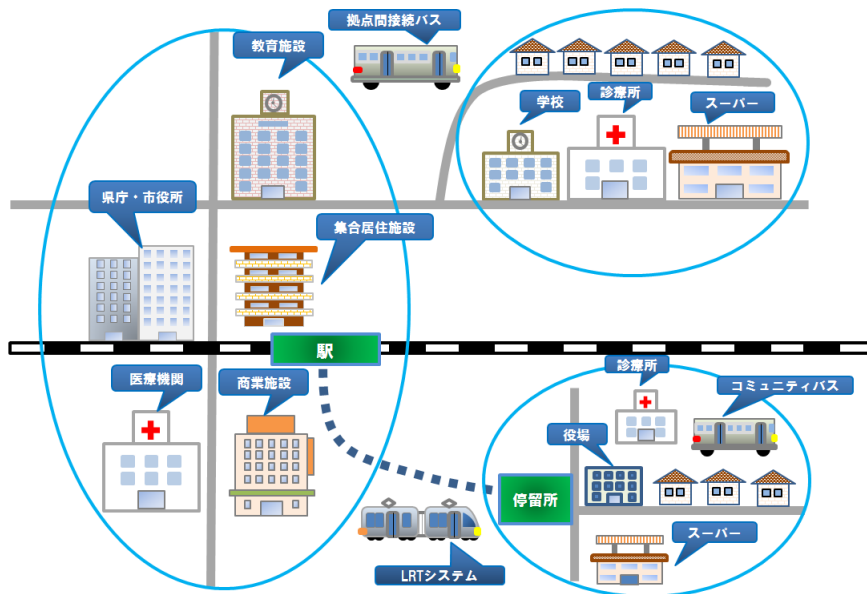 拠点間接続バス
教育施設
診療所
スーパー
学校
県庁・市役所
集合居住施設
駅
医療機関
商業施設
診療所
コミュニティバス
役場
停留所
スーパー
LRTシステム